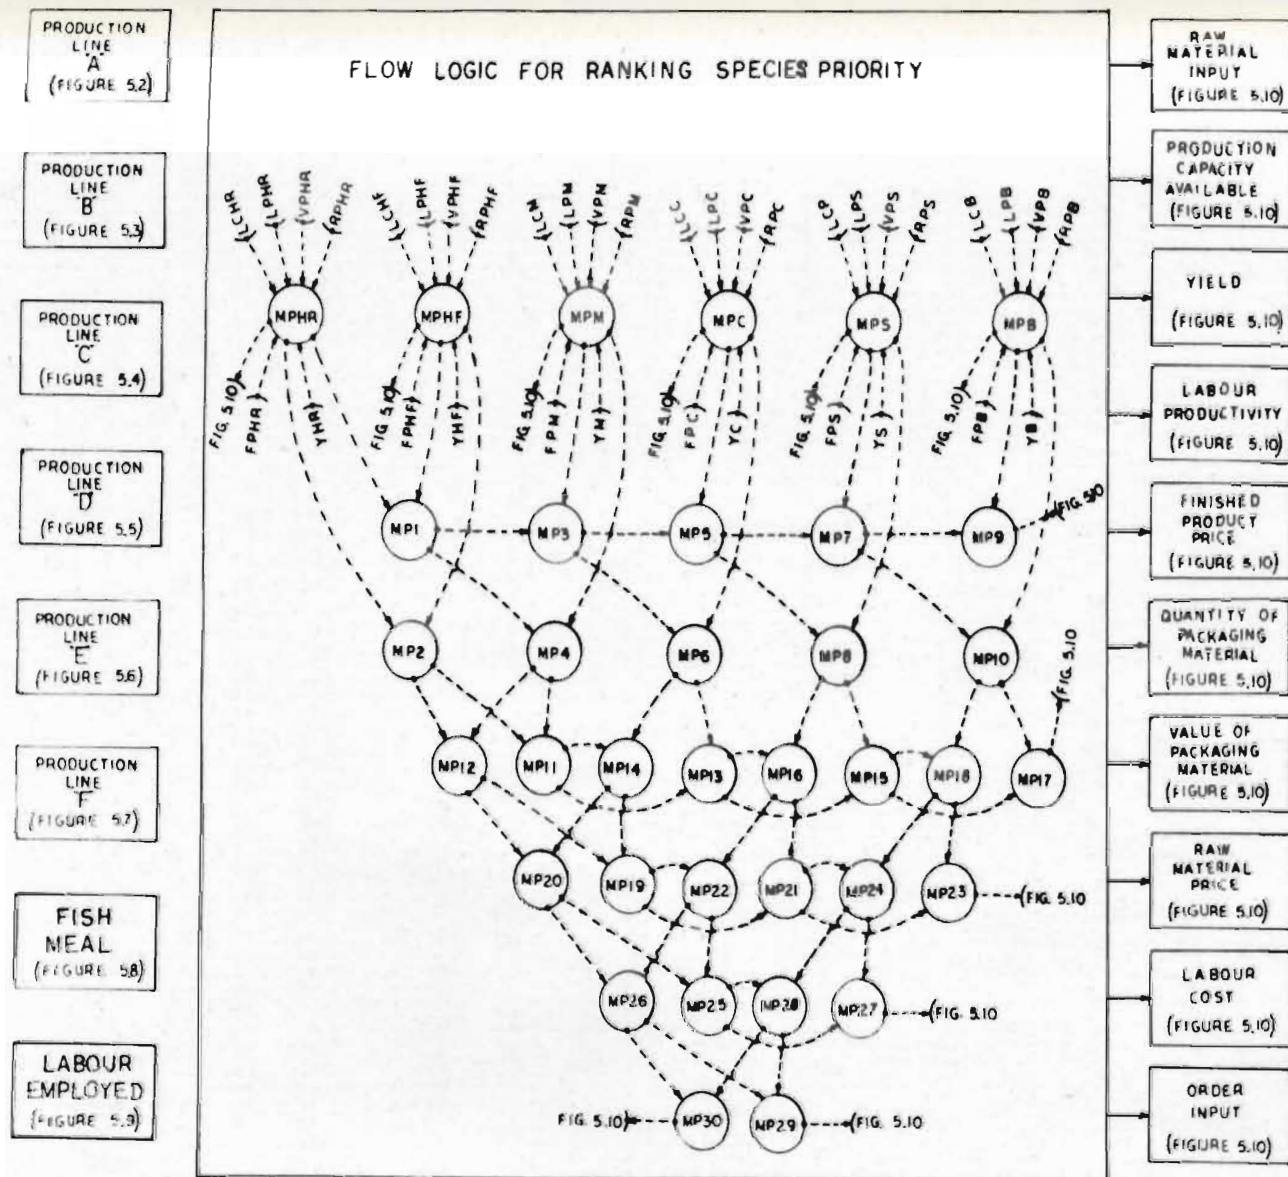 PRODUCTION
LINE
"A"
(FIGURE 5.2)
PRODUCTION
LINE
"B"
(FIGURE 5.3)
PRODUCTION
LINE
"C"
(FIGURE 5.4)
PRODUCTION
LINE
"D"
(FIGURE 5.5)
PRODUCTION
LINE
"E"
(FIGURE 5.6)
PRODUCTION
LINE
"F"
(FIGURE 5.7)
FISH
MEAL
(FIGURE 5.8)
LABOUR
EMPLOYED
(FIGURE 5.9)
FLOW LOGIC FOR RANKING SPECIES PRIORITY
(LCHR
(LPHR
(VPHR
(RPHR
(LCHF
(LPHF
(VPHF
(RPHF
(LCM
(LPM
(VPM
(RPM
(LCC
(LPC
(VPC
(RPC
(LCP
(LPS
(VPS
(RPS
(LCB
(LPB
(VPB
(RPB
MPHR
MPHF
MPM
MPC
MPS
MPB
FIG. 5.10)
FPHR)
YHR)
FIG. 5.10)
FPHF)
YHF)
FIG. 5.10)
FPM)
YM)
FIG. 5.10)
FPC)
YC)
FIG. 5.10)
FPS)
YS)
FIG. 5.10)
FPB)
YB)
MP1
MP3
MP5
MP7
MP9
(FIG. 5.10
MP2
MP4
MP6
MP8
MP10
(FIG. 5.10
MP12
MP11
MP14
MP13
MP16
MP15
MP18
MP17
MP20
MP19
MP22
MP21
MP24
MP23
(FIG. 5.10
MP26
MP25
MP28
MP27
(FIG. 5.10
FIG. 5.10)
MP30
MP29
(FIG. 5.10
RAW
MATERIAL
INPUT
(FIGURE 5.10)
PRODUCTION
CAPACITY
AVAILABLE
(FIGURE 5.10)
YIELD
(FIGURE 5.10)
LABOUR
PRODUCTIVITY
(FIGURE 5.10)
FINISHED
PRODUCT
PRICE
(FIGURE 5.10)
QUANTITY OF
PACKAGING
MATERIAL
(FIGURE 5.10)
VALUE OF
PACKAGING
MATERIAL
(FIGURE 5.10)
RAW
MATERIAL
PRICE
(FIGURE 5.10)
LABOUR
COST
(FIGURE 5.10)
ORDER
INPUT
(FIGURE 5.10)